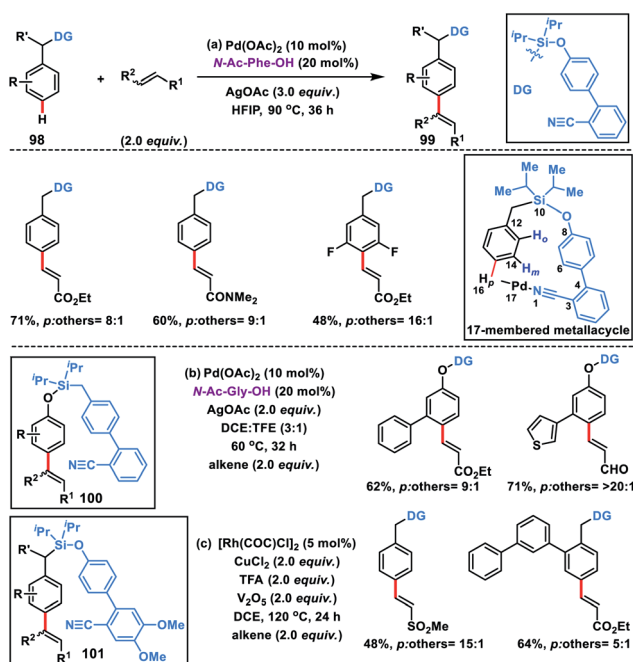 R' DG
R
H
98
+
R² R¹
(2.0 equiv.)
(a) Pd(OAc)₂ (10 mol%)
N-Ac-Phe-OH (20 mol%)
AgOAc (3.0 equiv.)
HFIP, 90 °C, 36 h
R' DG
R
R²
R¹
99
ⁱPr ⁱPr
Si O
DG
N≡C
DG
CO₂Et
71%, p:others= 8:1
DG
CONMe₂
60%, p:others= 9:1
DG
F F
CO₂Et
48%, p:others= 16:1
Me Me
Me Me
Si
10 O
12 8
Hₒ
14 6
Hₘ
Hₚ 4
16 Pd N≡C
17 1 3
17-membered metallacycle
ⁱPr ⁱPr
Si
O
R
N≡C
R²
R¹ 100
(b) Pd(OAc)₂ (10 mol%)
N-Ac-Gly-OH (20 mol%)
AgOAc (2.0 equiv.)
DCE:TFE (3:1)
60 °C, 32 h
alkene (2.0 equiv.)
DG
O
CO₂Et
62%, p:others= 9:1
DG
O
S
CHO
71%, p:others= >20:1
ⁱPr ⁱPr
R' Si O
R
N≡C OMe
R²
R¹ 101 OMe
(c) [Rh(COC)Cl]₂ (5 mol%)
CuCl₂ (2.0 equiv.)
TFA (2.0 equiv.)
V₂O₅ (2.0 equiv.)
DCE, 120 °C, 24 h
alkene (2.0 equiv.)
DG
SO₂Me
48%, p:others= 15:1
DG
CO₂Et
64%, p:others= 5:1